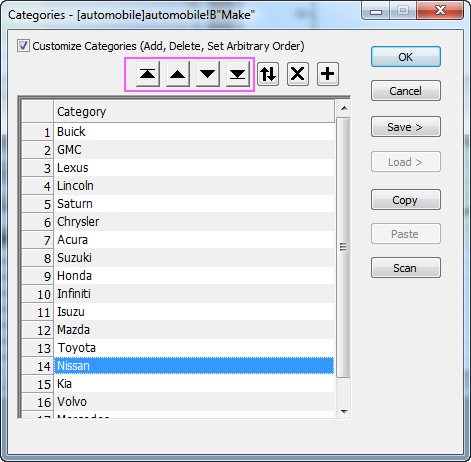 Categories - [automobile]automobile!B"Make"
Customize Categories (Add, Delete, Set Arbitrary Order)
OK
Cancel
Save >
Load >
Copy
Paste
Scan
Category
1 Buick
2 GMC
3 Lexus
4 Lincoln
5 Saturn
6 Chrysler
7 Acura
8 Suzuki
9 Honda
10 Infiniti
11 Isuzu
12 Mazda
13 Toyota
14 Nissan
15 Kia
16 Volvo
17 Mercedes